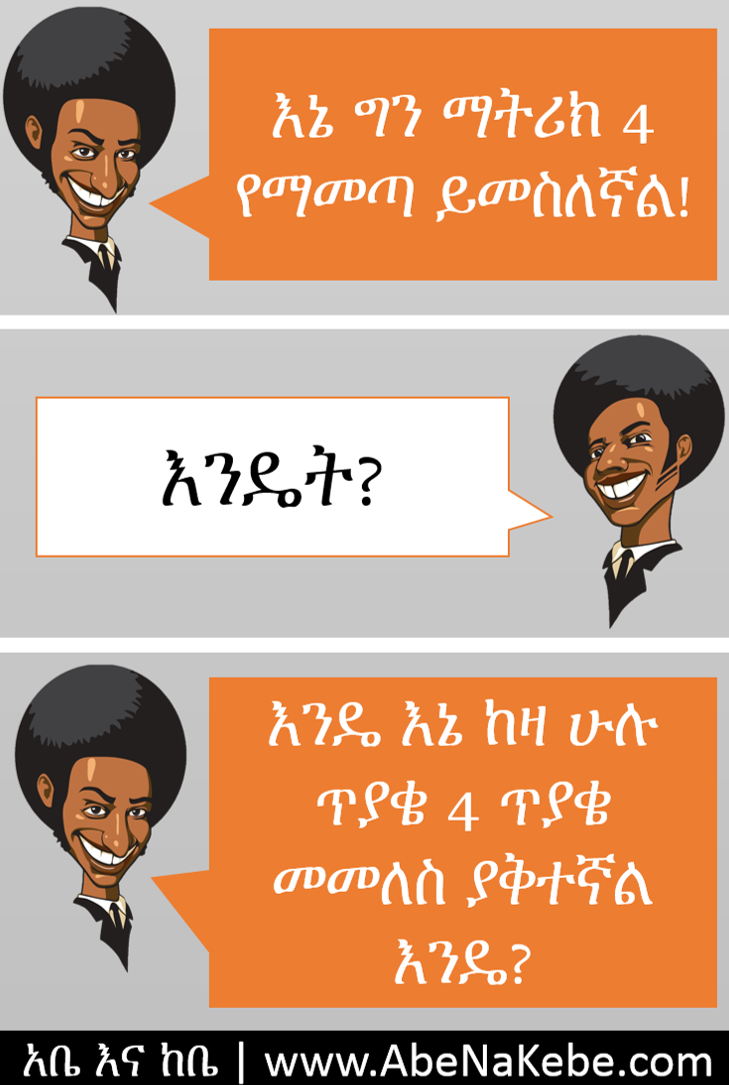 እኔ ግን ማትሪክ 4
የማመጣ ይመስለኛል!
እንዴት?
እንዴ እኔ ከዛ ሁሉ
ጥያቄ 4 ጥያቄ
መመለስ ያቅተኛል
እንዴ?
አቤ እና ከቤ | www.AbeNaKebe.com